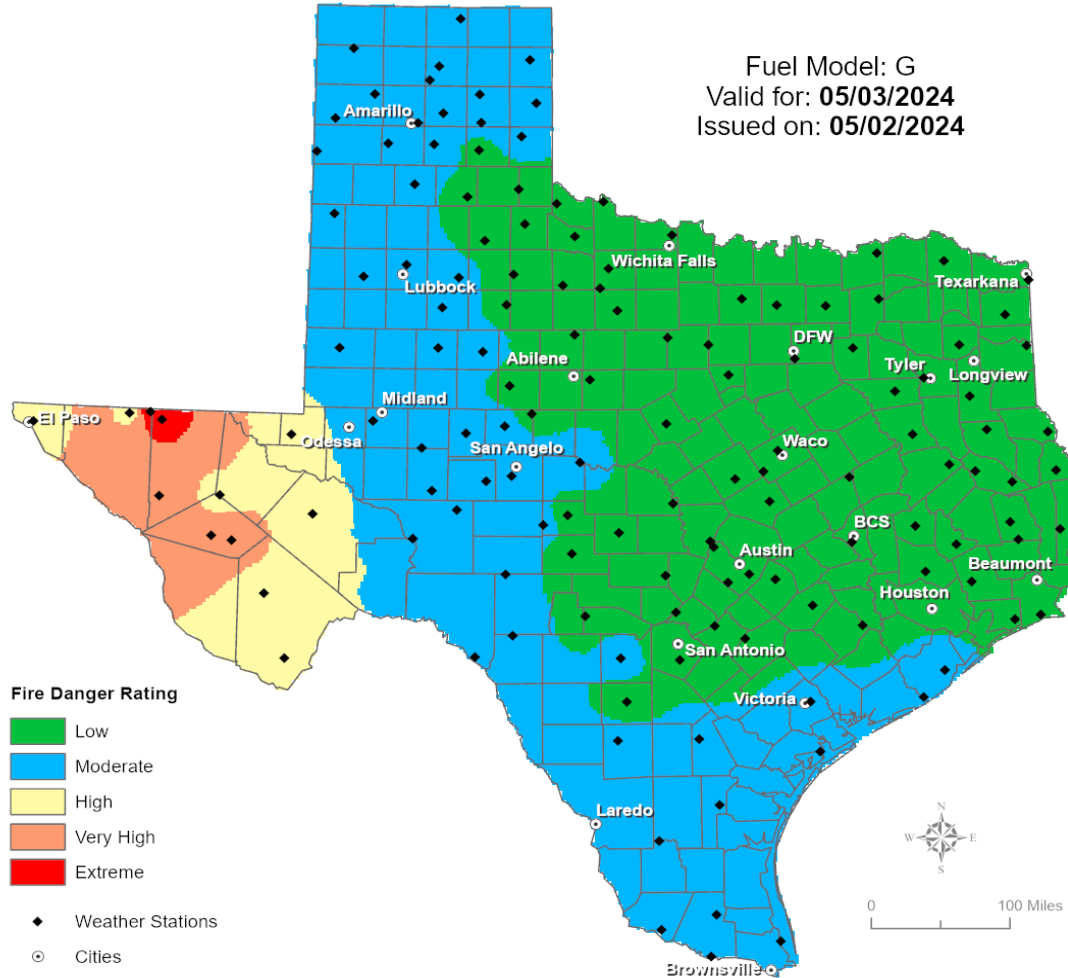 Fuel Model: G
Valid for: 05/03/2024
Issued on: 05/02/2024
Amarillo
Lubbock
Wichita Falls
Texarkana
DFW
Abilene
Tyler
Longview
Midland
El Paso
Odessa
San Angelo
Waco
BCS
Austin
Beaumont
Houston
San Antonio
Victoria
Laredo
Brownsville
Fire Danger Rating
Low
Moderate
High
Very High
Extreme
Weather Stations
Cities
N
W E
S
0 100 Miles